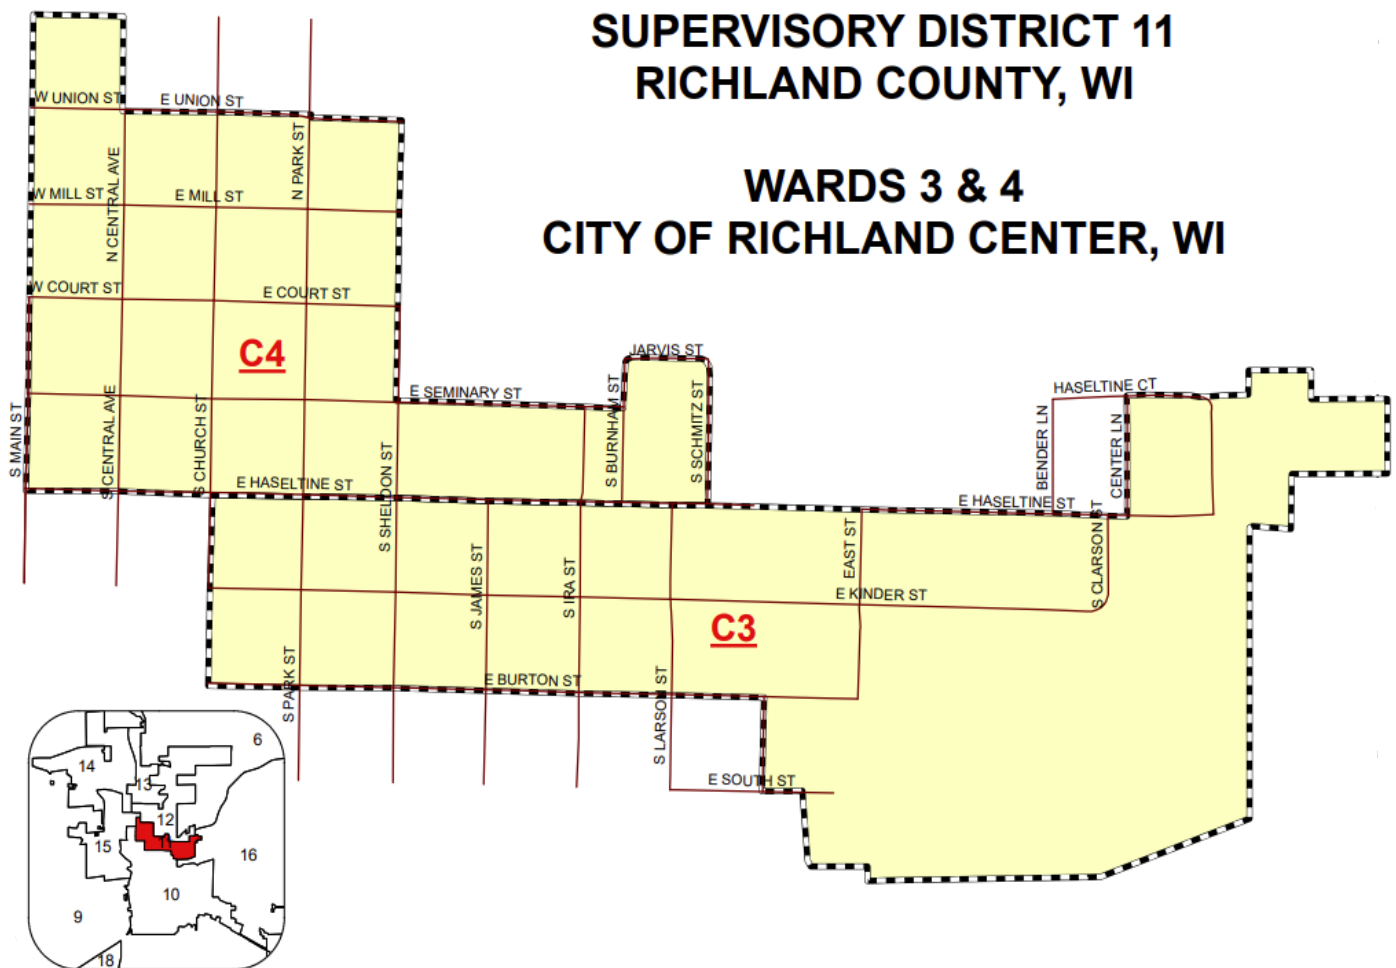 SUPERVISORY DISTRICT 11
RICHLAND COUNTY, WI
WARDS 3 & 4
CITY OF RICHLAND CENTER, WI
W UNION ST
E UNION ST
N PARK ST
N CENTRAL AVE
W MILL ST
E MILL ST
W COURT ST
E COURT ST
C4
JARVIS ST
E SEMINARY ST
S BURNHAM ST
S SCHMITZ ST
HASELTINE CT
BENDER LN
CENTER LN
S MAIN ST
S CENTRAL AVE
S CHURCH ST
E HASELTINE ST
S SHELDON ST
E HASELTINE ST
S CLARSON ST
EAST ST
S JAMES ST
S IRA ST
E KINDER ST
C3
S PARK ST
E BURTON ST
S LARSON ST
E SOUTH ST
6
14
13
12
11
15
16
10
9
18